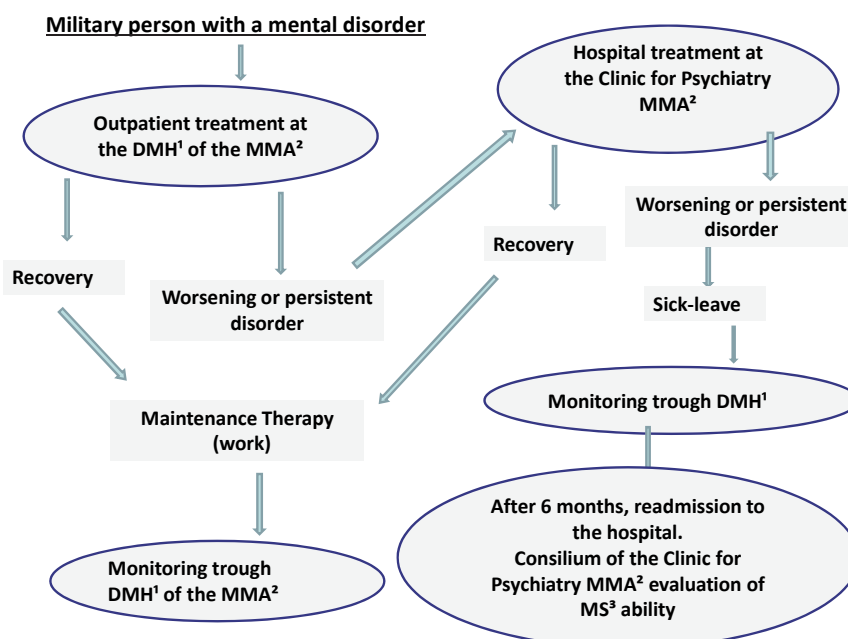 Military person with a mental disorder
Outpatient treatment at
the DMH¹ of the MMA²
Recovery
Worsening or persistent
disorder
Maintenance Therapy
(work)
Monitoring trough
DMH¹ of the MMA²
Hospital treatment at
the Clinic for Psychiatry
MMA²
Recovery
Worsening or persistent
disorder
Sick-leave
Monitoring trough DMH¹
After 6 months, readmission to
the hospital.
Consilium of the Clinic for
Psychiatry MMA² evaluation of
MS³ ability